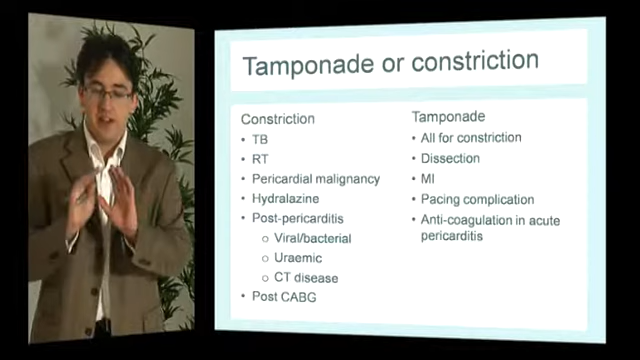 Tamponade or constriction
Constriction
• TB
• RT
• Pericardial malignancy
• Hydralazine
• Post-pericarditis
o Viral/bacterial
o Uraemic
o CT disease
• Post CABG
Tamponade
• All for constriction
• Dissection
• MI
• Pacing complication
• Anti-coagulation in acute
pericarditis